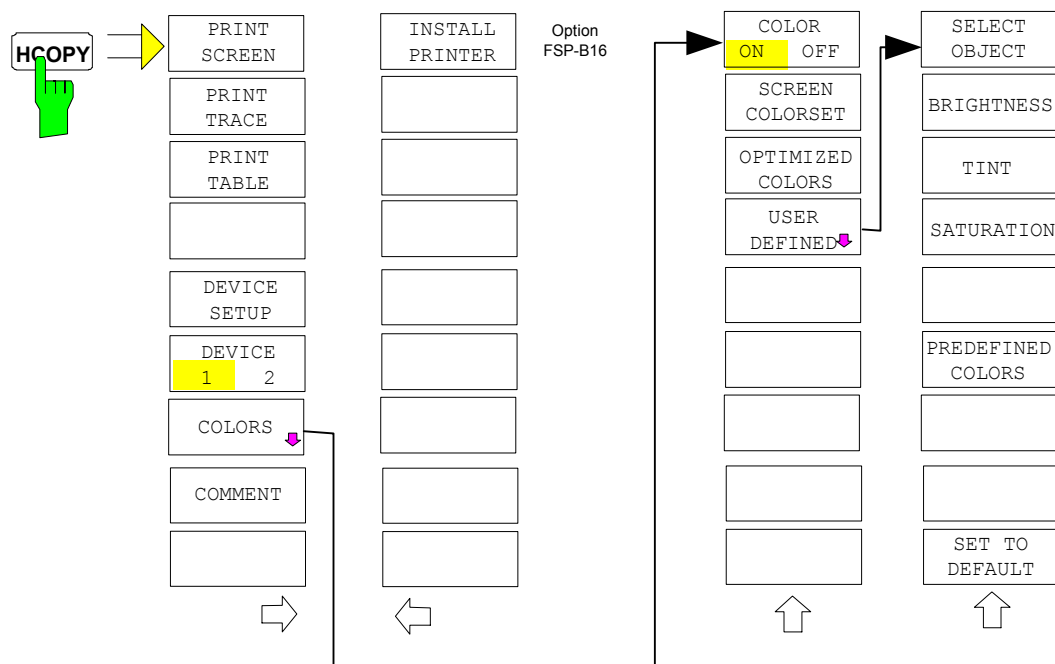 HCOPY
PRINT
SCREEN
PRINT
TRACE
PRINT
TABLE
DEVICE
SETUP
DEVICE
1 2
COLORS
COMMENT
INSTALL
PRINTER
Option
FSP-B16
COLOR
ON OFF
SCREEN
COLORSET
OPTIMIZED
COLORS
USER
DEFINED
SELECT
OBJECT
BRIGHTNESS
TINT
SATURATION
PREDEFINED
COLORS
SET TO
DEFAULT